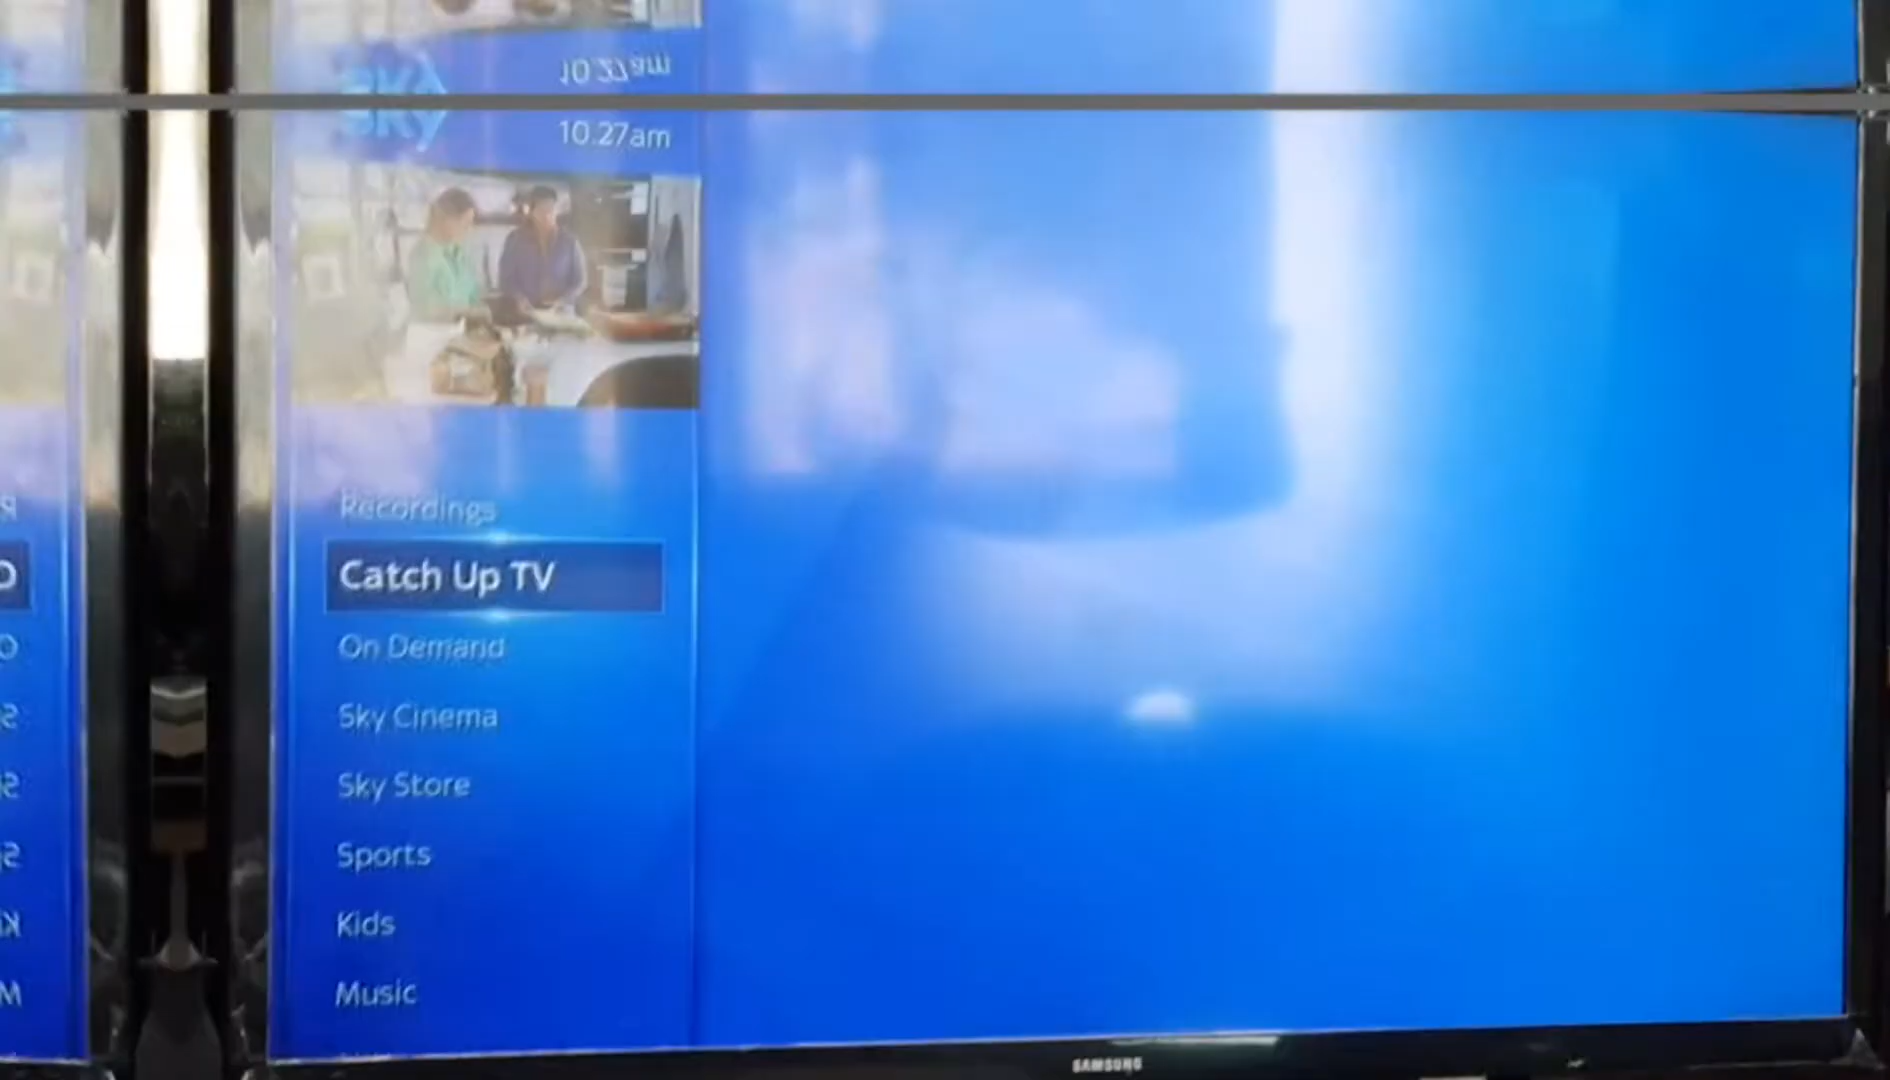 sky
10.27am
Recordings
Catch Up TV
On Demand
Sky Cinema
Sky Store
Sports
Kids
Music
SAMSUNG